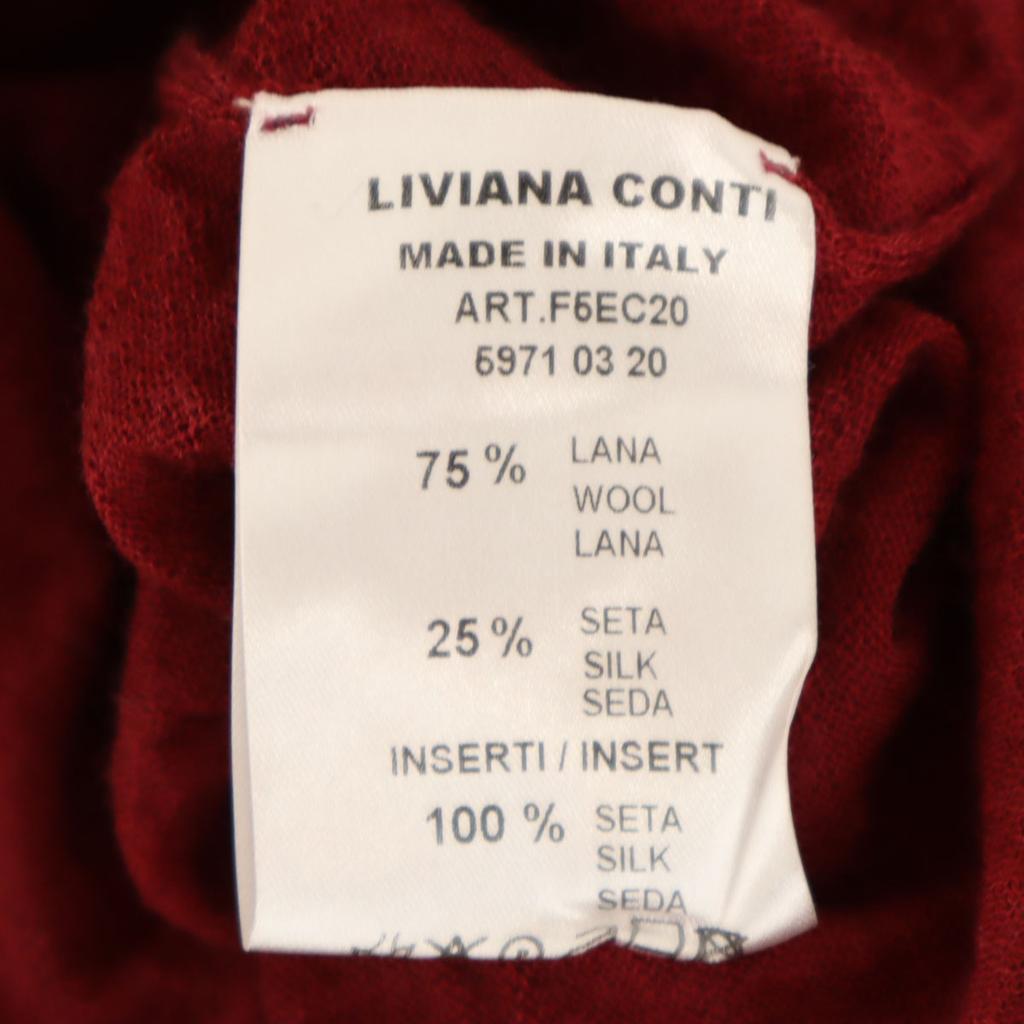 LIVIANA CONTI
MADE IN ITALY
ART.F5EC20
5971 03 20
75 % LANA
WOOL
LANA
25 % SETA
SILK
SEDA
INSERTI / INSERT
100 % SETA
SILK
SEDA